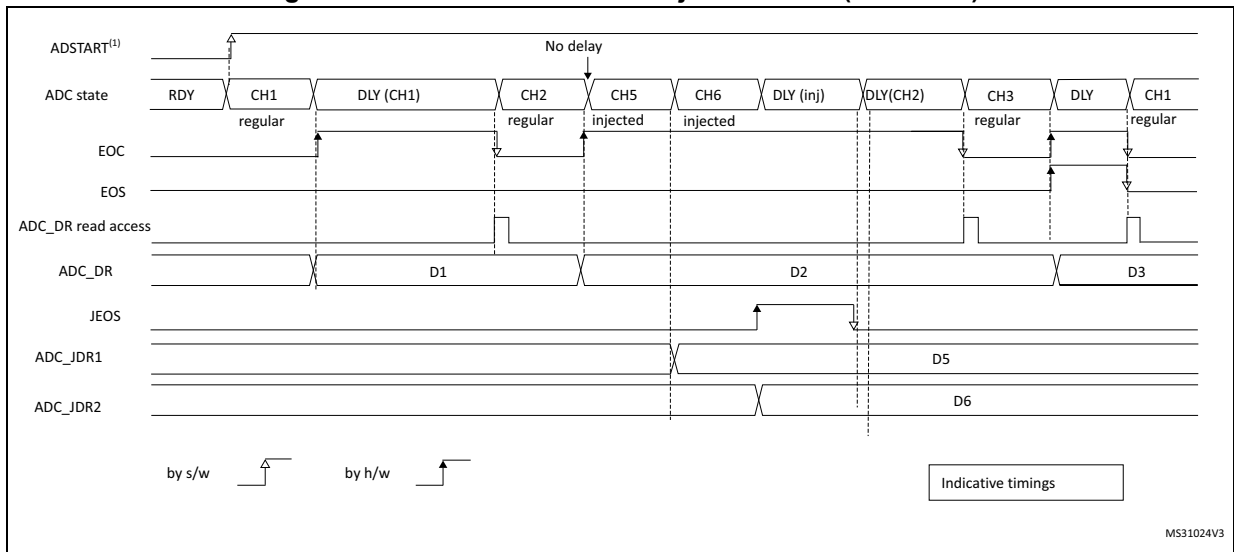 ADSTART(1)
No delay
ADC state RDY CH1 DLY (CH1) CH2 CH5 CH6 DLY (inj) DLY(CH2) CH3 DLY CH1
regular regular injected injected regular regular
EOC
EOS
ADC_DR read access
ADC_DR D1 D2 D3
JEOS
ADC_JDR1 D5
ADC_JDR2 D6
by s/w by h/w Indicative timings
MS31024V3